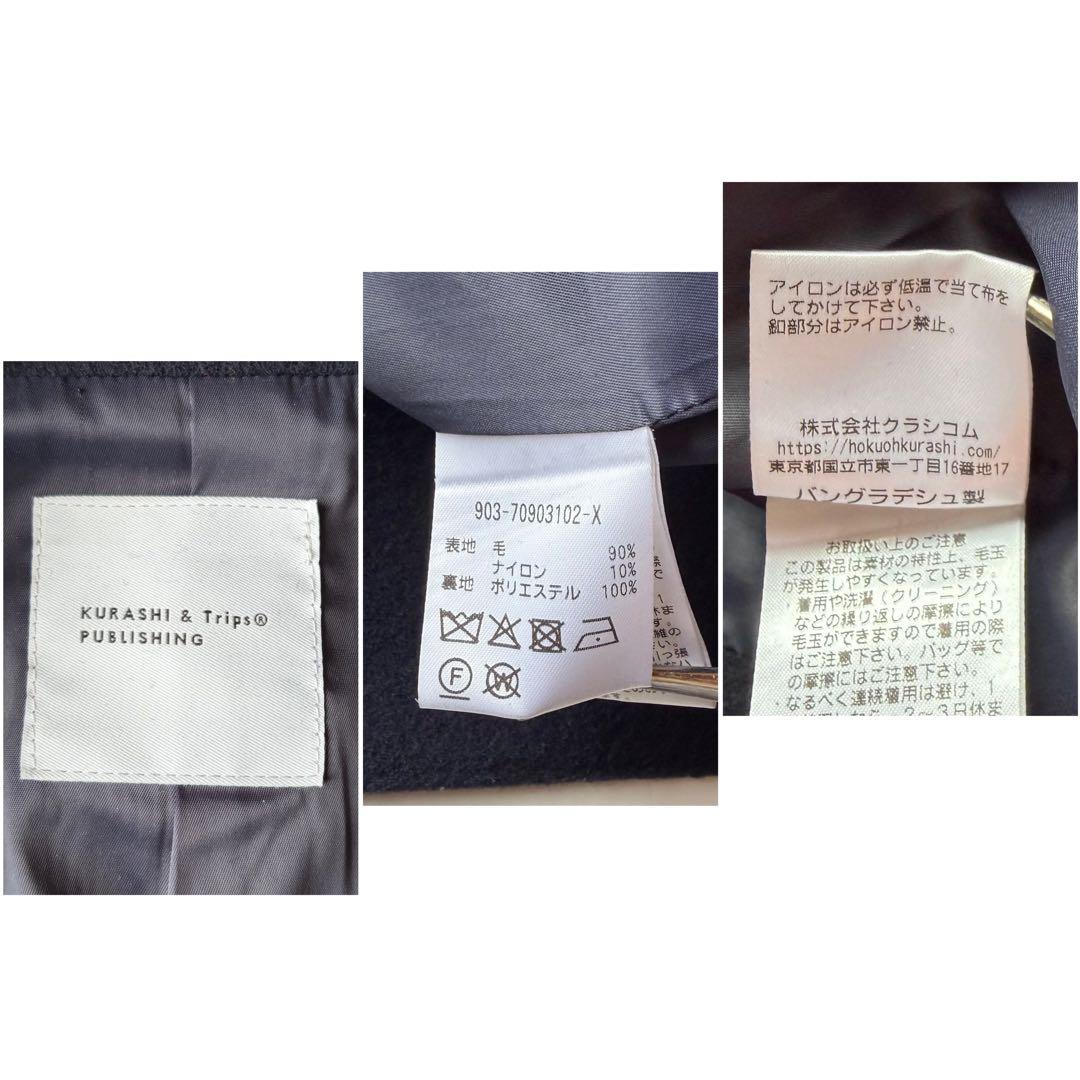 KURASHI & Trips®
PUBLISHING
903-70903102-X
表地 毛 90%
ナイロン 10%
裏地 ポリエステル 100%
F
W
アイロンは必ず低温で当て布を
してかけて下さい。
釦部分はアイロン禁止。
株式会社クラシコム
https://hokuohkurashi.com/
東京都国立市東一丁目16番地17
バングラデシュ製
お取扱い上のご注意
この製品は素材の特性上、毛玉
が発生しやすくなっています。
着用や洗濯(クリーニング)
などの繰り返しの摩擦により
毛玉ができますので着用の際
はご注意下さい。バッグ等で
の摩擦にはご注意下さい。
・なるべく連続着用は避け、1
2~3日休ま